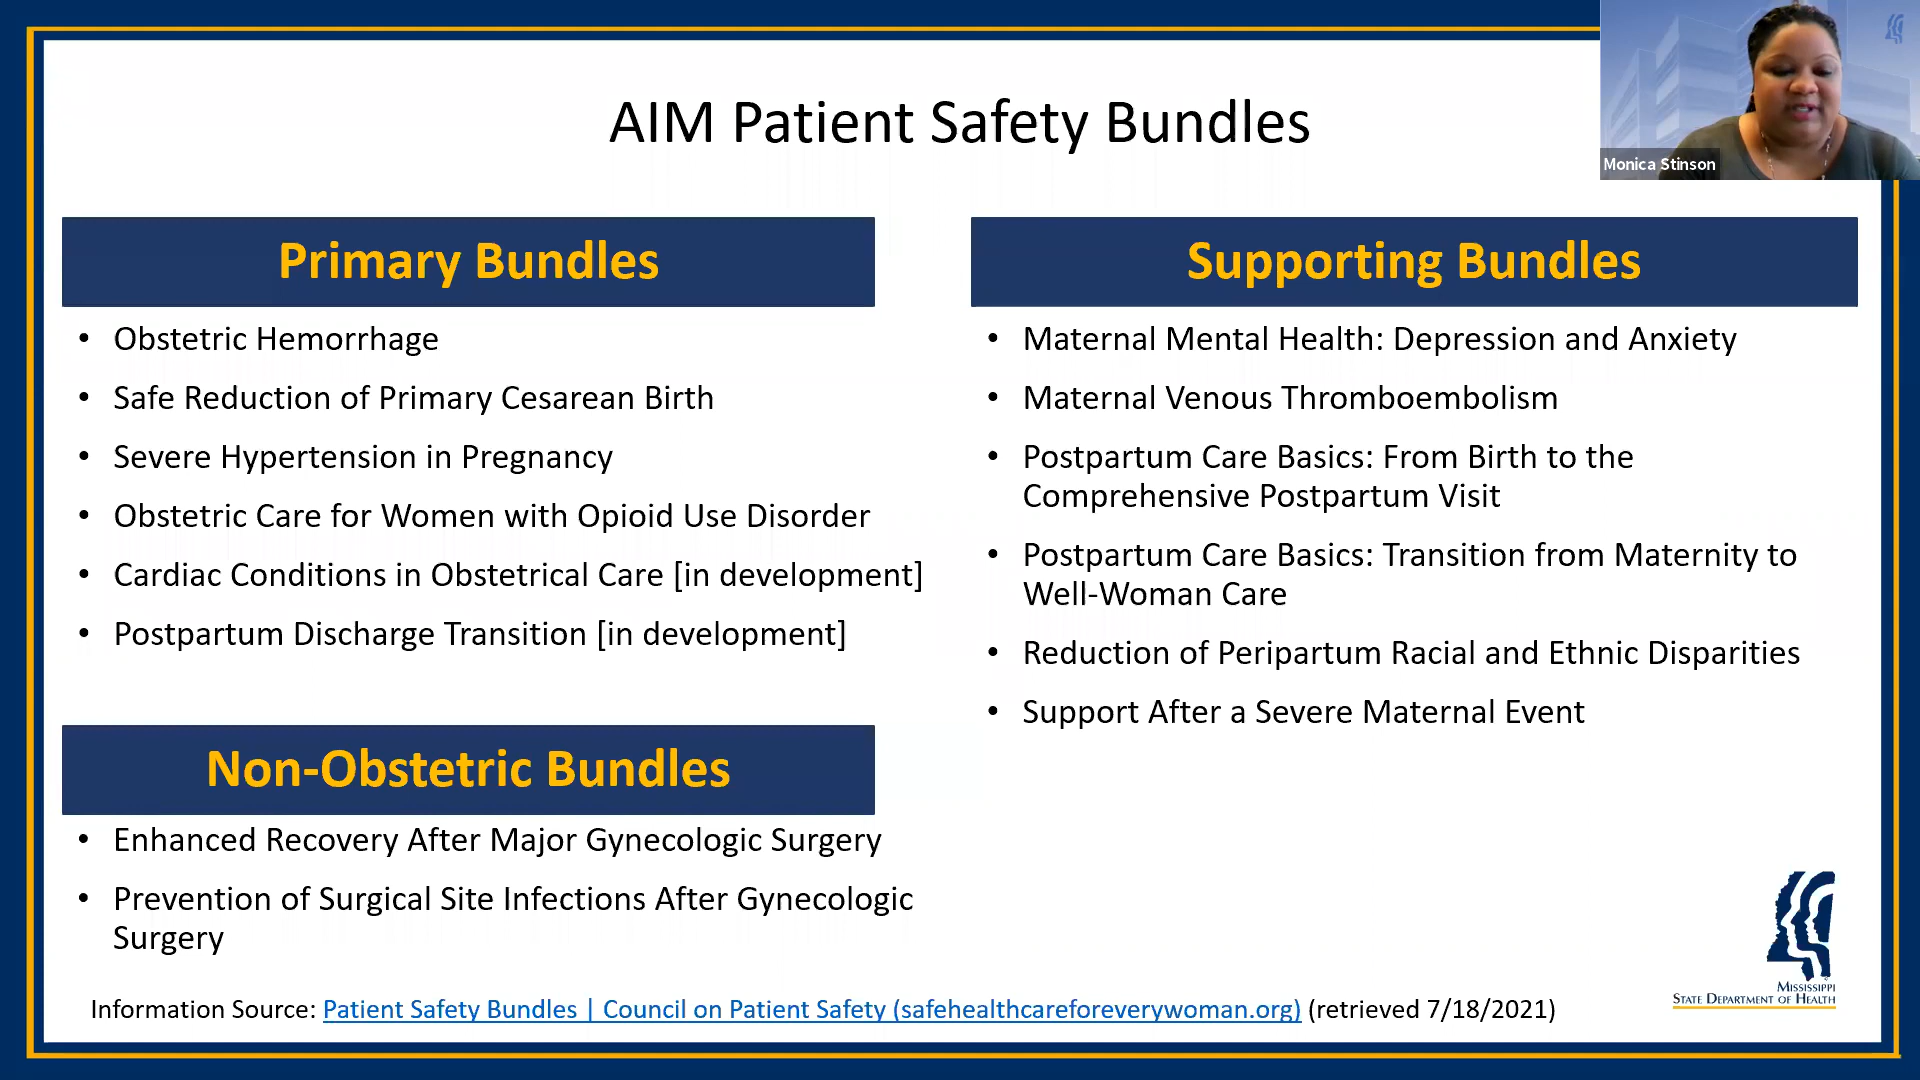 AIM Patient Safety Bundles
Monica Stinson
Primary Bundles
• Obstetric Hemorrhage
• Safe Reduction of Primary Cesarean Birth
• Severe Hypertension in Pregnancy
• Obstetric Care for Women with Opioid Use Disorder
• Cardiac Conditions in Obstetrical Care [in development]
• Postpartum Discharge Transition [in development]
Non-Obstetric Bundles
• Enhanced Recovery After Major Gynecologic Surgery
• Prevention of Surgical Site Infections After Gynecologic
Surgery
Supporting Bundles
• Maternal Mental Health: Depression and Anxiety
• Maternal Venous Thromboembolism
• Postpartum Care Basics: From Birth to the
Comprehensive Postpartum Visit
• Postpartum Care Basics: Transition from Maternity to
Well-Woman Care
• Reduction of Peripartum Racial and Ethnic Disparities
• Support After a Severe Maternal Event
Information Source: Patient Safety Bundles | Council on Patient Safety (safehealthcareforeverywoman.org) (retrieved 7/18/2021)
MISSISSIPPI
STATE DEPARTMENT OF HEALTH